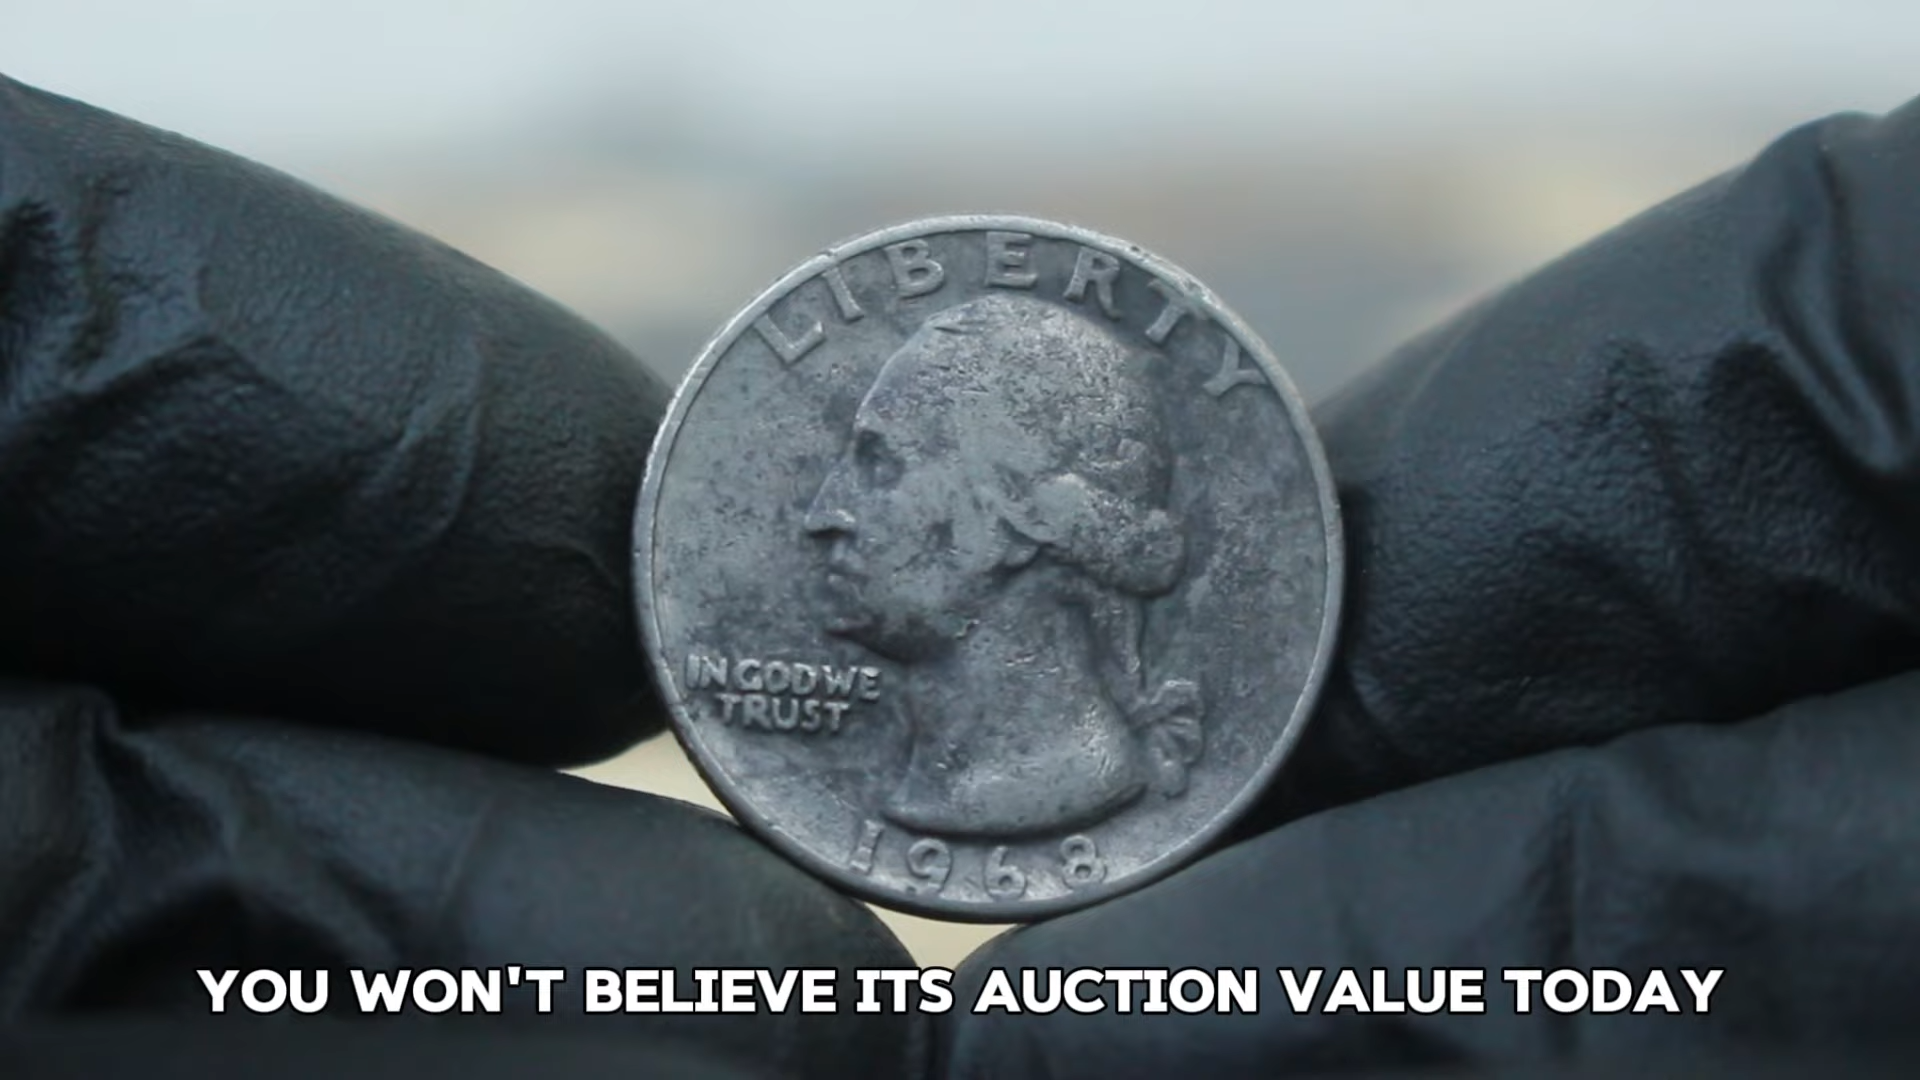 LIBERTY
IN GOD WE
TRUST
1968
YOU WON'T BELIEVE ITS AUCTION VALUE TODAY